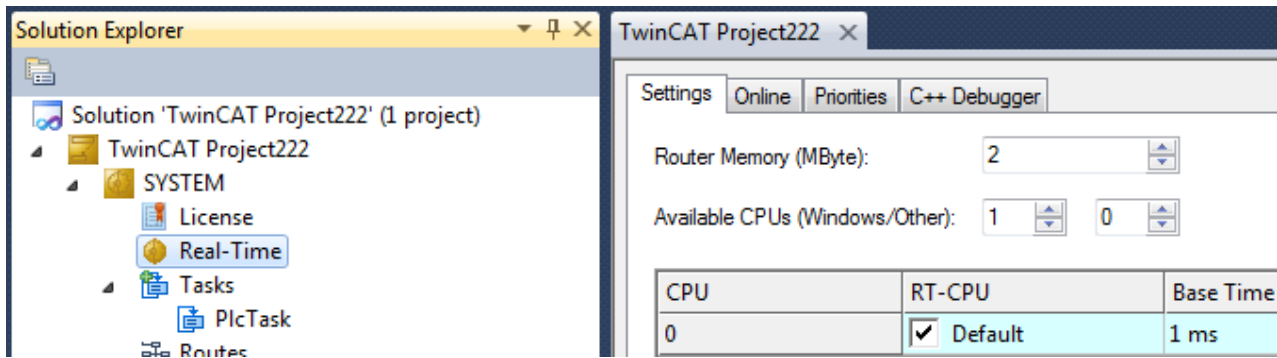 Solution Explorer
Solution 'TwinCAT Project222' (1 project)
TwinCAT Project222
SYSTEM
License
Real-Time
Tasks
PlcTask
Routes
TwinCAT Project222
Settings Online Priorities C++ Debugger
Router Memory (MByte): 2
Available CPUs (Windows/Other): 1 0
CPU RT-CPU Base Time
0 Default 1 ms